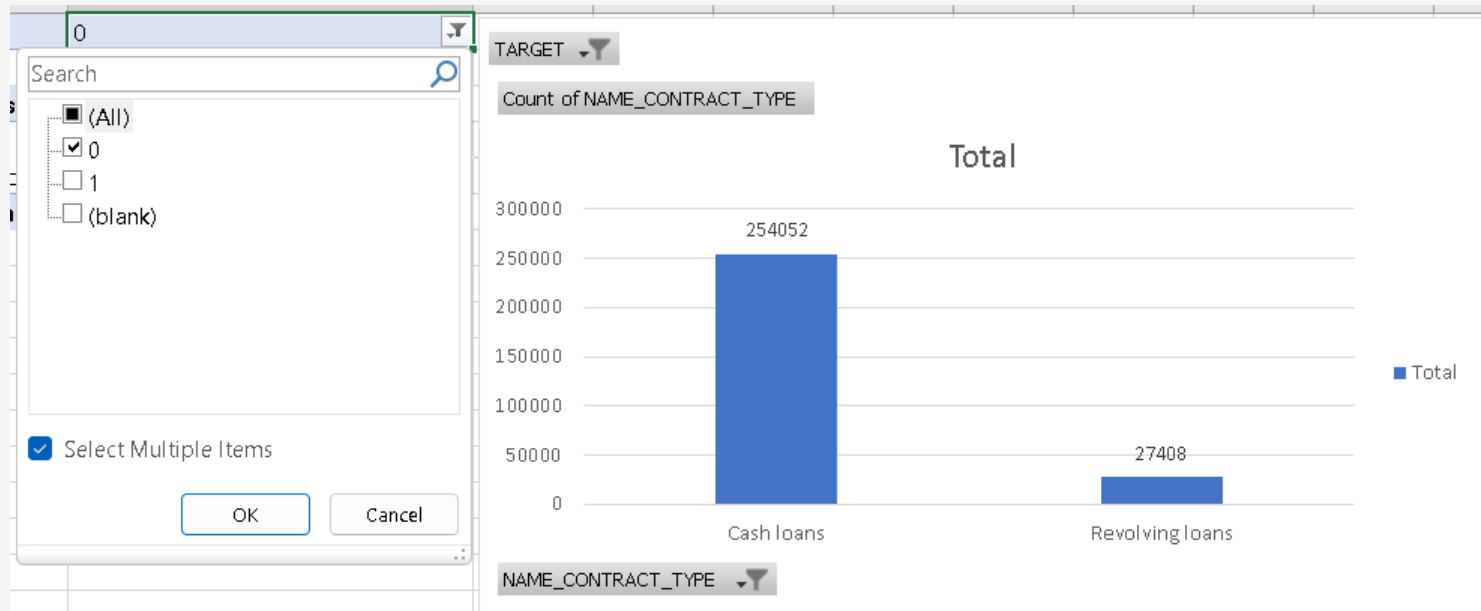 0
Search
(All)
0
1
(blank)
Select Multiple Items
OK
Cancel
TARGET
Count of NAME_CONTRACT_TYPE
Total
300000
250000
200000
150000
100000
50000
0
254052
27408
Cash loans
Revolving loans
Total
NAME_CONTRACT_TYPE